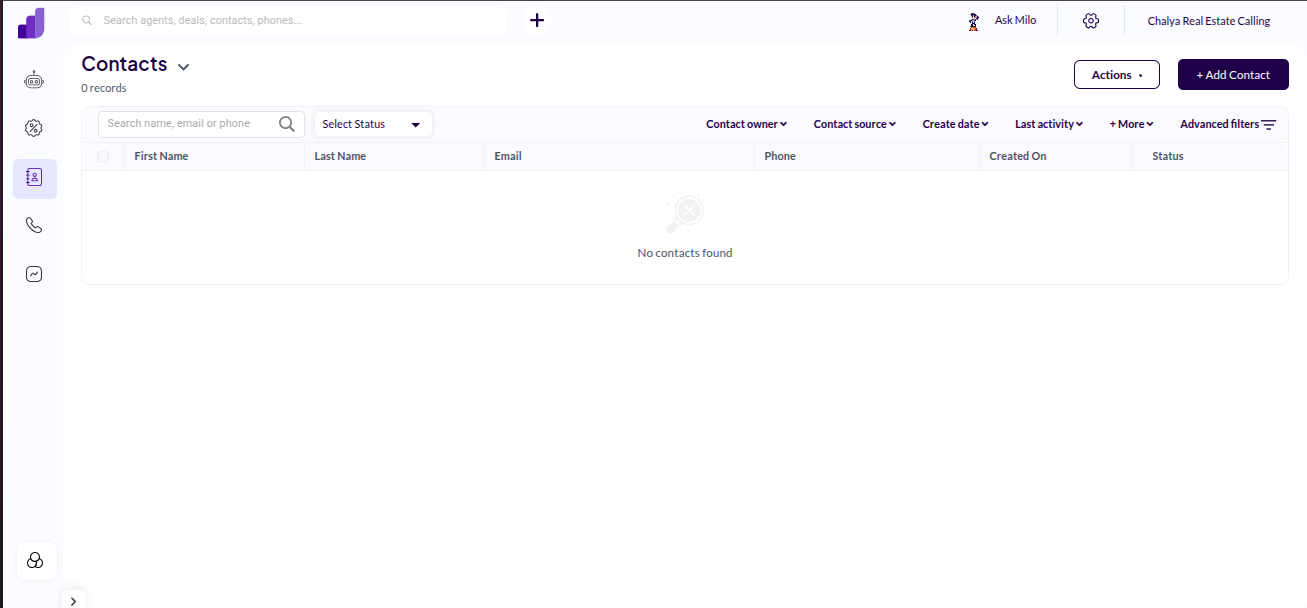 Search agents, deals, contacts, phones...
+
Ask Milo
Chalya Real Estate Calling
Contacts
0 records
Actions
+ Add Contact
Search name, email or phone
Select Status
Contact owner
Contact source
Create date
Last activity
+ More
Advanced filters
First Name
Last Name
Email
Phone
Created On
Status
No contacts found